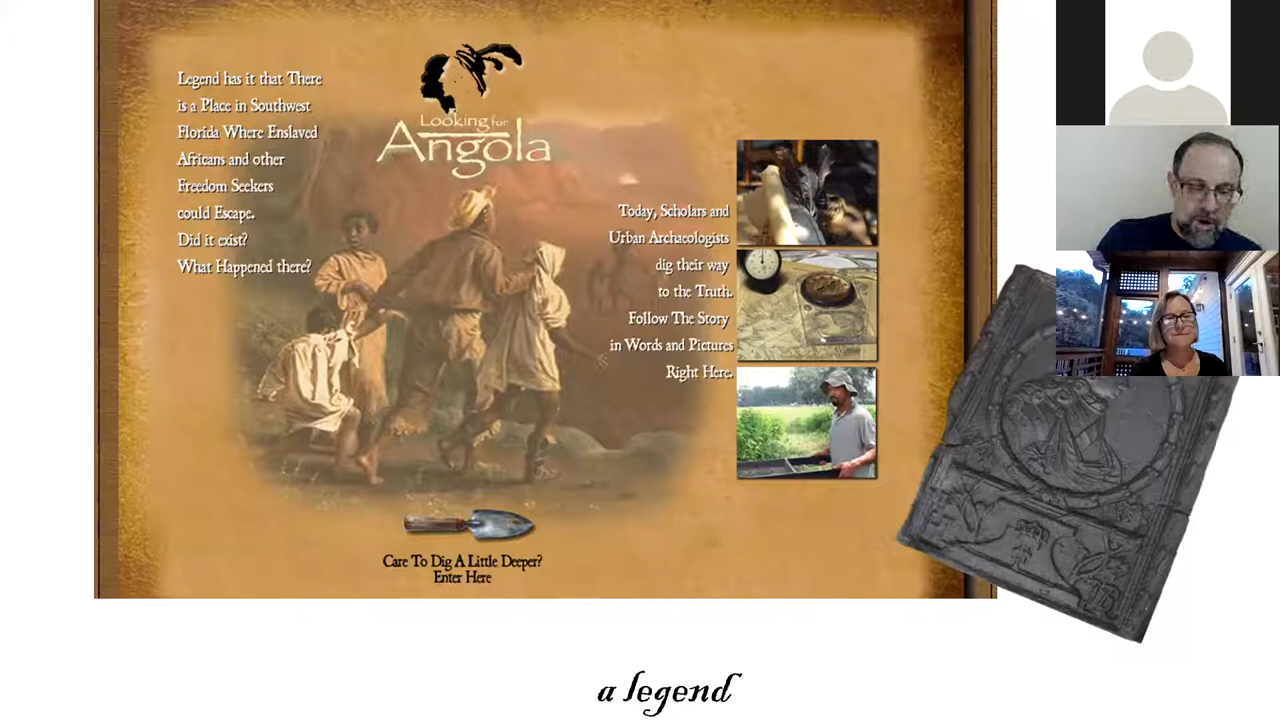 Legend has it that There
is a Place in Southwest
Florida Where Enslaved
Africans and other
Freedom Seekers
could Escape.
Did it exist?
What Happened there?
Looking for
Angola
Today, Scholars and
Urban Archaeologists
dig their way
to the Truth.
Follow The Story
in Words and Pictures
Right Here.
Care To Dig A Little Deeper?
Enter Here
a legend